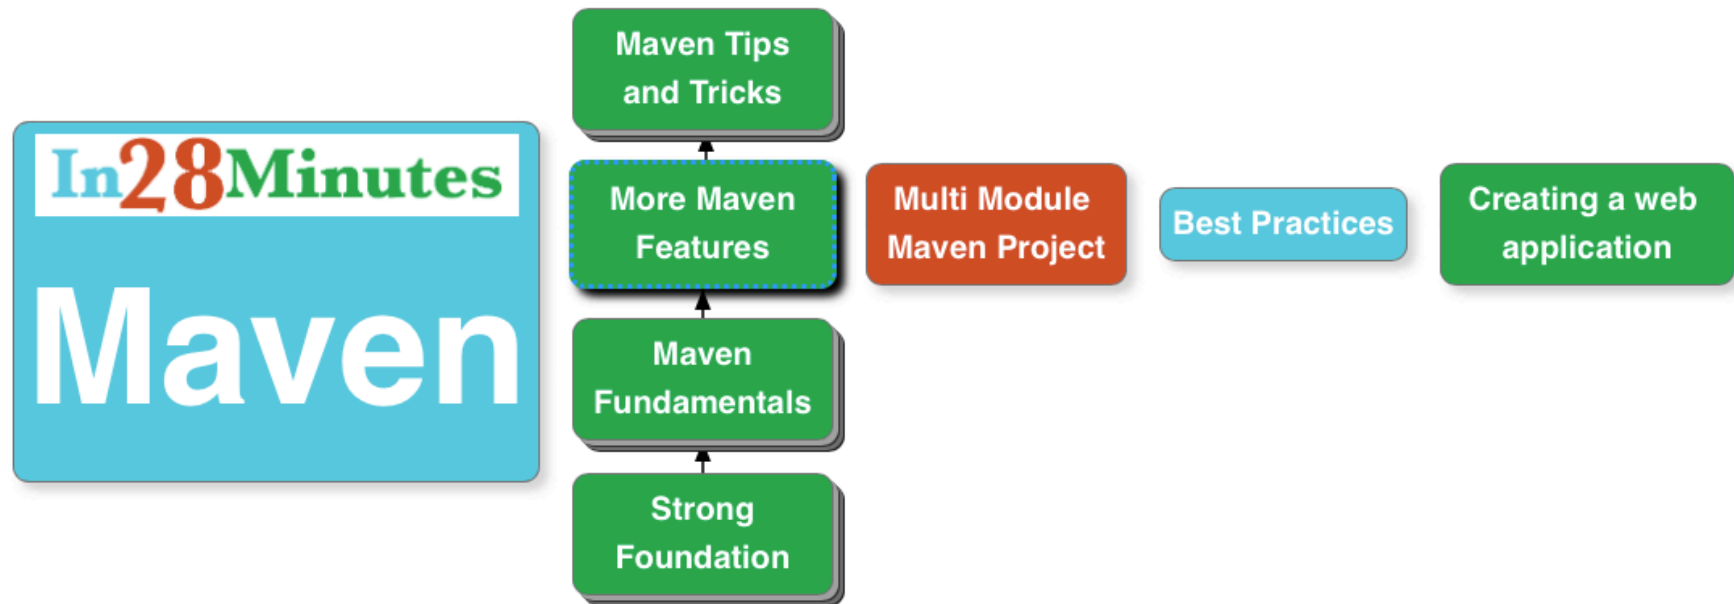 In28Minutes
Maven
Maven Tips
and Tricks
More Maven
Features
Multi Module
Maven Project
Best Practices
Creating a web
application
Maven
Fundamentals
Strong
Foundation